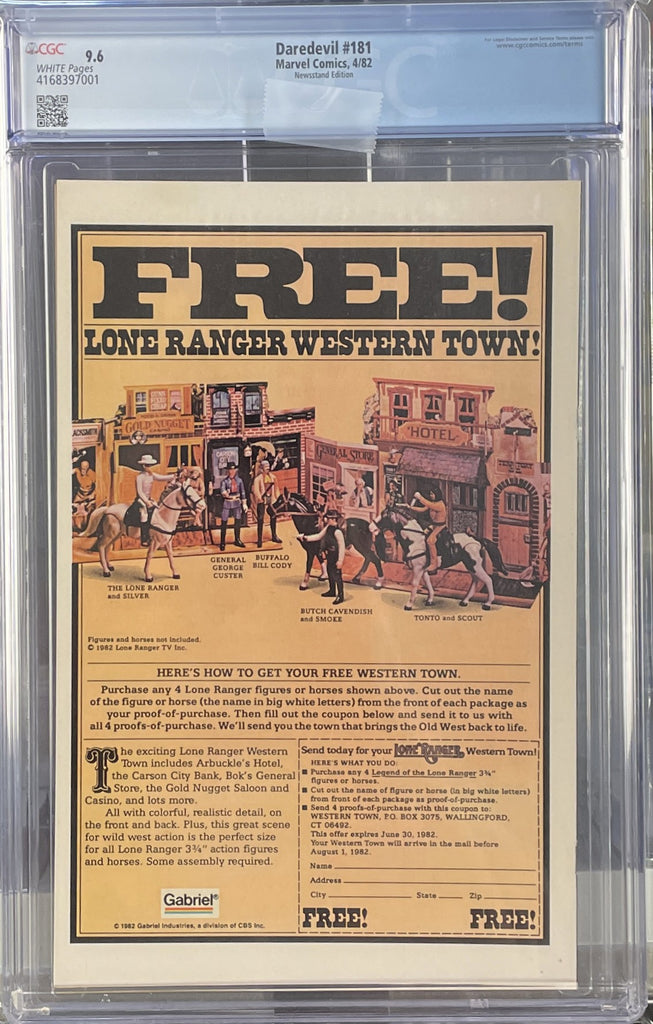 CGC
9.6
WHITE Pages
4168397001
Daredevil #181
Marvel Comics, 4/82
Newsstand Edition
www.cgccomics.com/terms
FREE!
LONE RANGER WESTERN TOWN!
GOLD NUGGET
CARSON
GENERAL STORE
HOTEL
THE LONE RANGER
and SILVER
GENERAL
GEORGE
CUSTER
BUFFALO
BILL CODY
BUTCH CAVENDISH
and SMOKE
TONTO and SCOUT
Figures and horses not included.
© 1982 Lone Ranger TV Inc.
HERE'S HOW TO GET YOUR FREE WESTERN TOWN.
Purchase any 4 Lone Ranger figures or horses shown above. Cut out the name
of the figure or horse (the name in big white letters) from the front of each package as
your proof-of-purchase. Then fill out the coupon below and send it to us with
all 4 proofs-of-purchase. We'll send you the town that brings the Old West back to life.
The exciting Lone Ranger Western
Town includes Arbuckle's Hotel,
the Carson City Bank, Bok's General
Store, the Gold Nugget Saloon and
Casino, and lots more.
All with colorful, realistic detail, on
the front and back. Plus, this great scene
for wild west action is the perfect size
for all Lone Ranger 3¾" action figures
and horses. Some assembly required.
Gabriel®
© 1982 Gabriel Industries, a division of CBS Inc.
Send today for your LONE RANGER Western Town!
HERE'S WHAT YOU DO:
■ Purchase any 4 Legend of the Lone Ranger 3¾"
figures or horses.
■ Cut out the name of figure or horse (in big white letters)
from front of each package as proof-of-purchase.
■ Send 4 proofs-of-purchase with this coupon to:
WESTERN TOWN, P.O. BOX 3075, WALLINGFORD,
CT 06492.
This offer expires June 30, 1982.
Your Western Town will arrive in the mail before
August 1, 1982.
Name
Address
City State Zip
FREE! FREE!